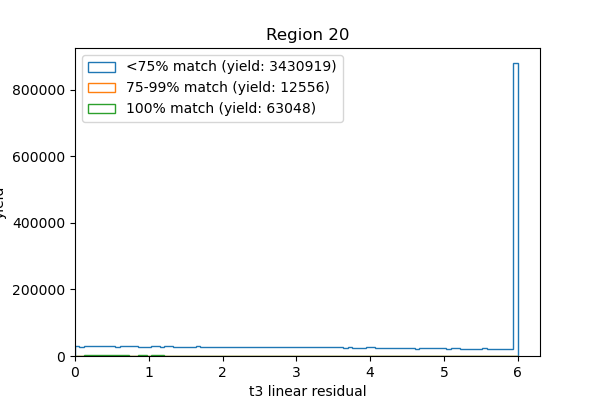 Region 20
<75% match (yield: 3430919)
75-99% match (yield: 12556)
100% match (yield: 63048)
800000
600000
400000
200000
0
yield
0 1 2 3 4 5 6
t3 linear residual